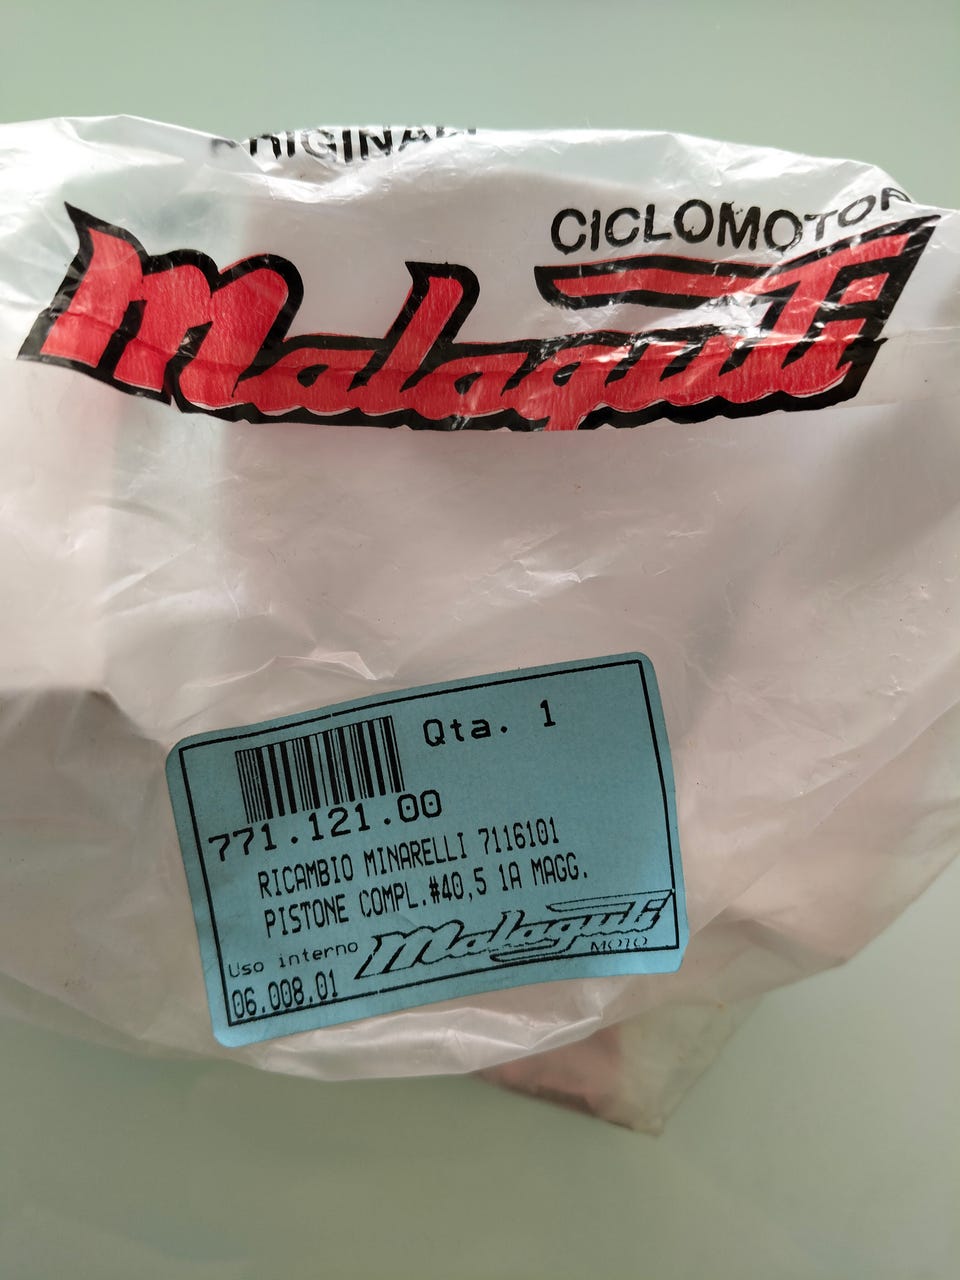 ORIGINALI
CICLOMOTOR
Malaguti
Qta. 1
771.121.00
RICAMBIO MINARELLI 7116101
PISTONE COMPL.#40,5 1A MAGG.
Uso interno
Malaguti
MOTO
06.008.01